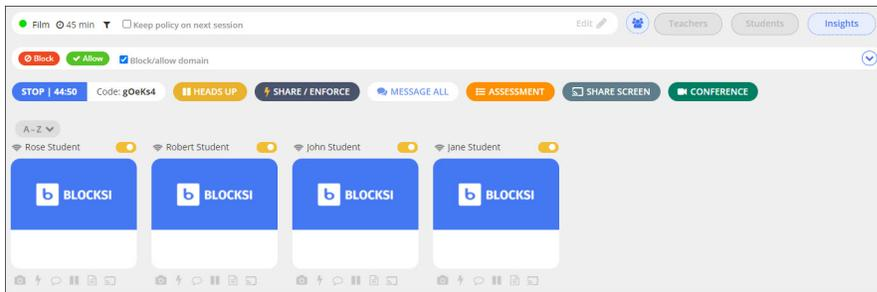 Film 45 min Keep policy on next session Edit Teachers Students Insights
Block Allow Block/allow domain
STOP | 44:50 Code: gOeKs4 HEADS UP SHARE / ENFORCE MESSAGE ALL ASSESSMENT SHARE SCREEN CONFERENCE
A-Z
Rose Student Robert Student John Student Jane Student
b BLOCKSI b BLOCKSI b BLOCKSI b BLOCKSI